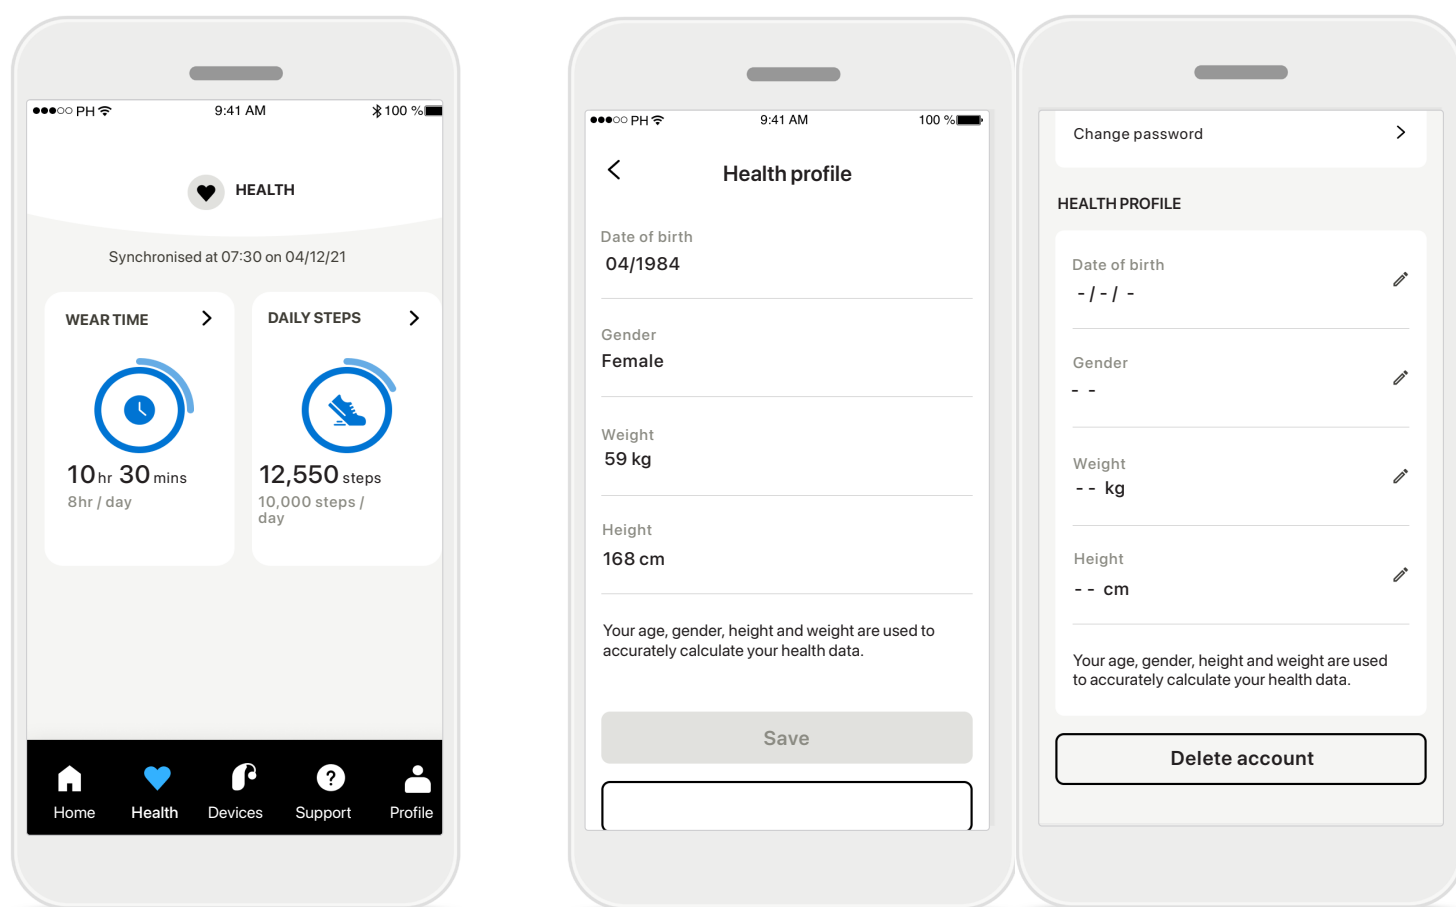 PH 9:41 AM 100 %
HEALTH
Synchronised at 07:30 on 04/12/21
WEAR TIME
10 hr 30 mins
8hr / day
DAILY STEPS
12,550 steps
10,000 steps /
day
Home Health Devices Support Profile
PH 9:41 AM 100 %
Health profile
Date of birth
04/1984
Gender
Female
Weight
59 kg
Height
168 cm
Your age, gender, height and weight are used to
accurately calculate your health data.
Save
Change password
HEALTH PROFILE
Date of birth
- / - / -
Gender
- -
Weight
- - kg
Height
- - cm
Your age, gender, height and weight are used
to accurately calculate your health data.
Delete account